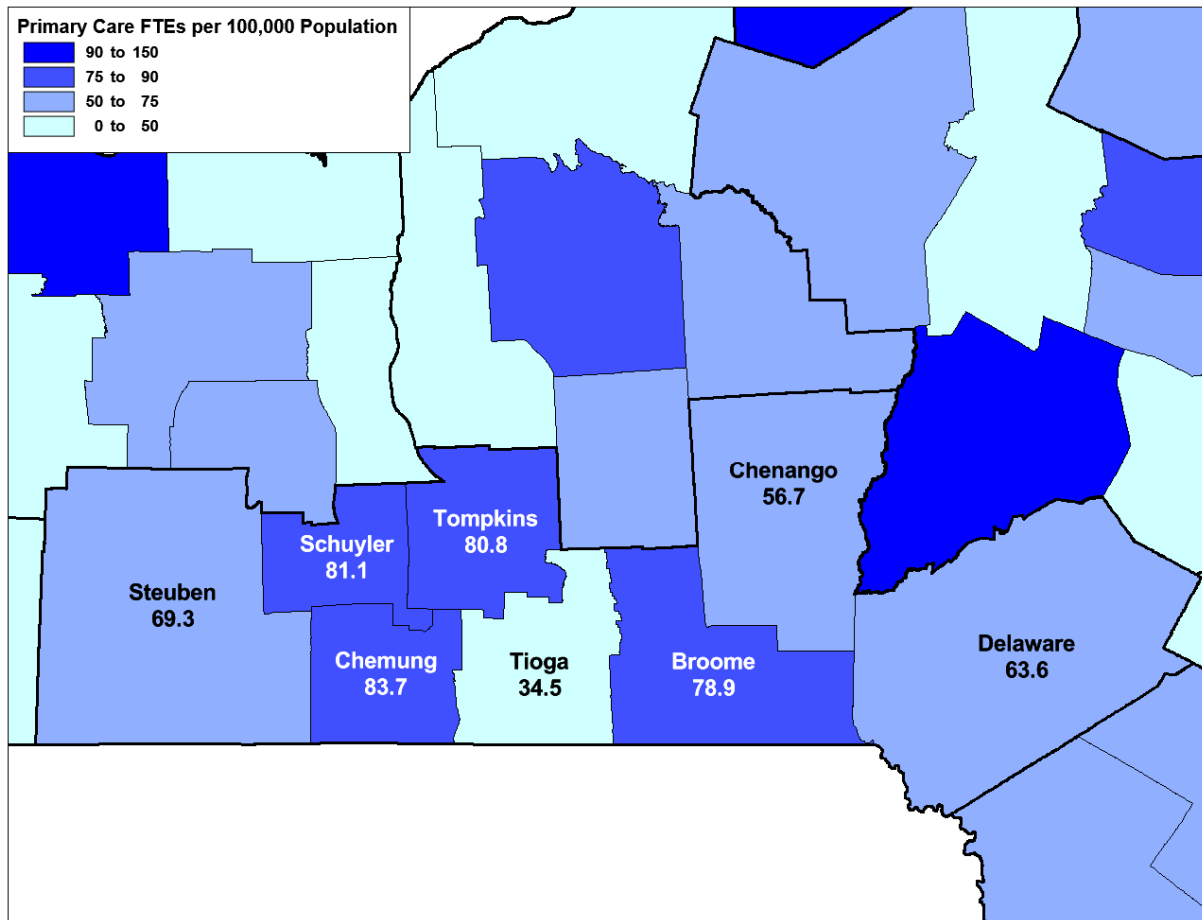 Primary Care FTEs per 100,000 Population
90 to 150
75 to 90
50 to 75
0 to 50
Chenango
56.7
Tompkins
80.8
Schuyler
81.1
Steuben
69.3
Delaware
63.6
Chemung
83.7
Tioga
34.5
Broome
78.9